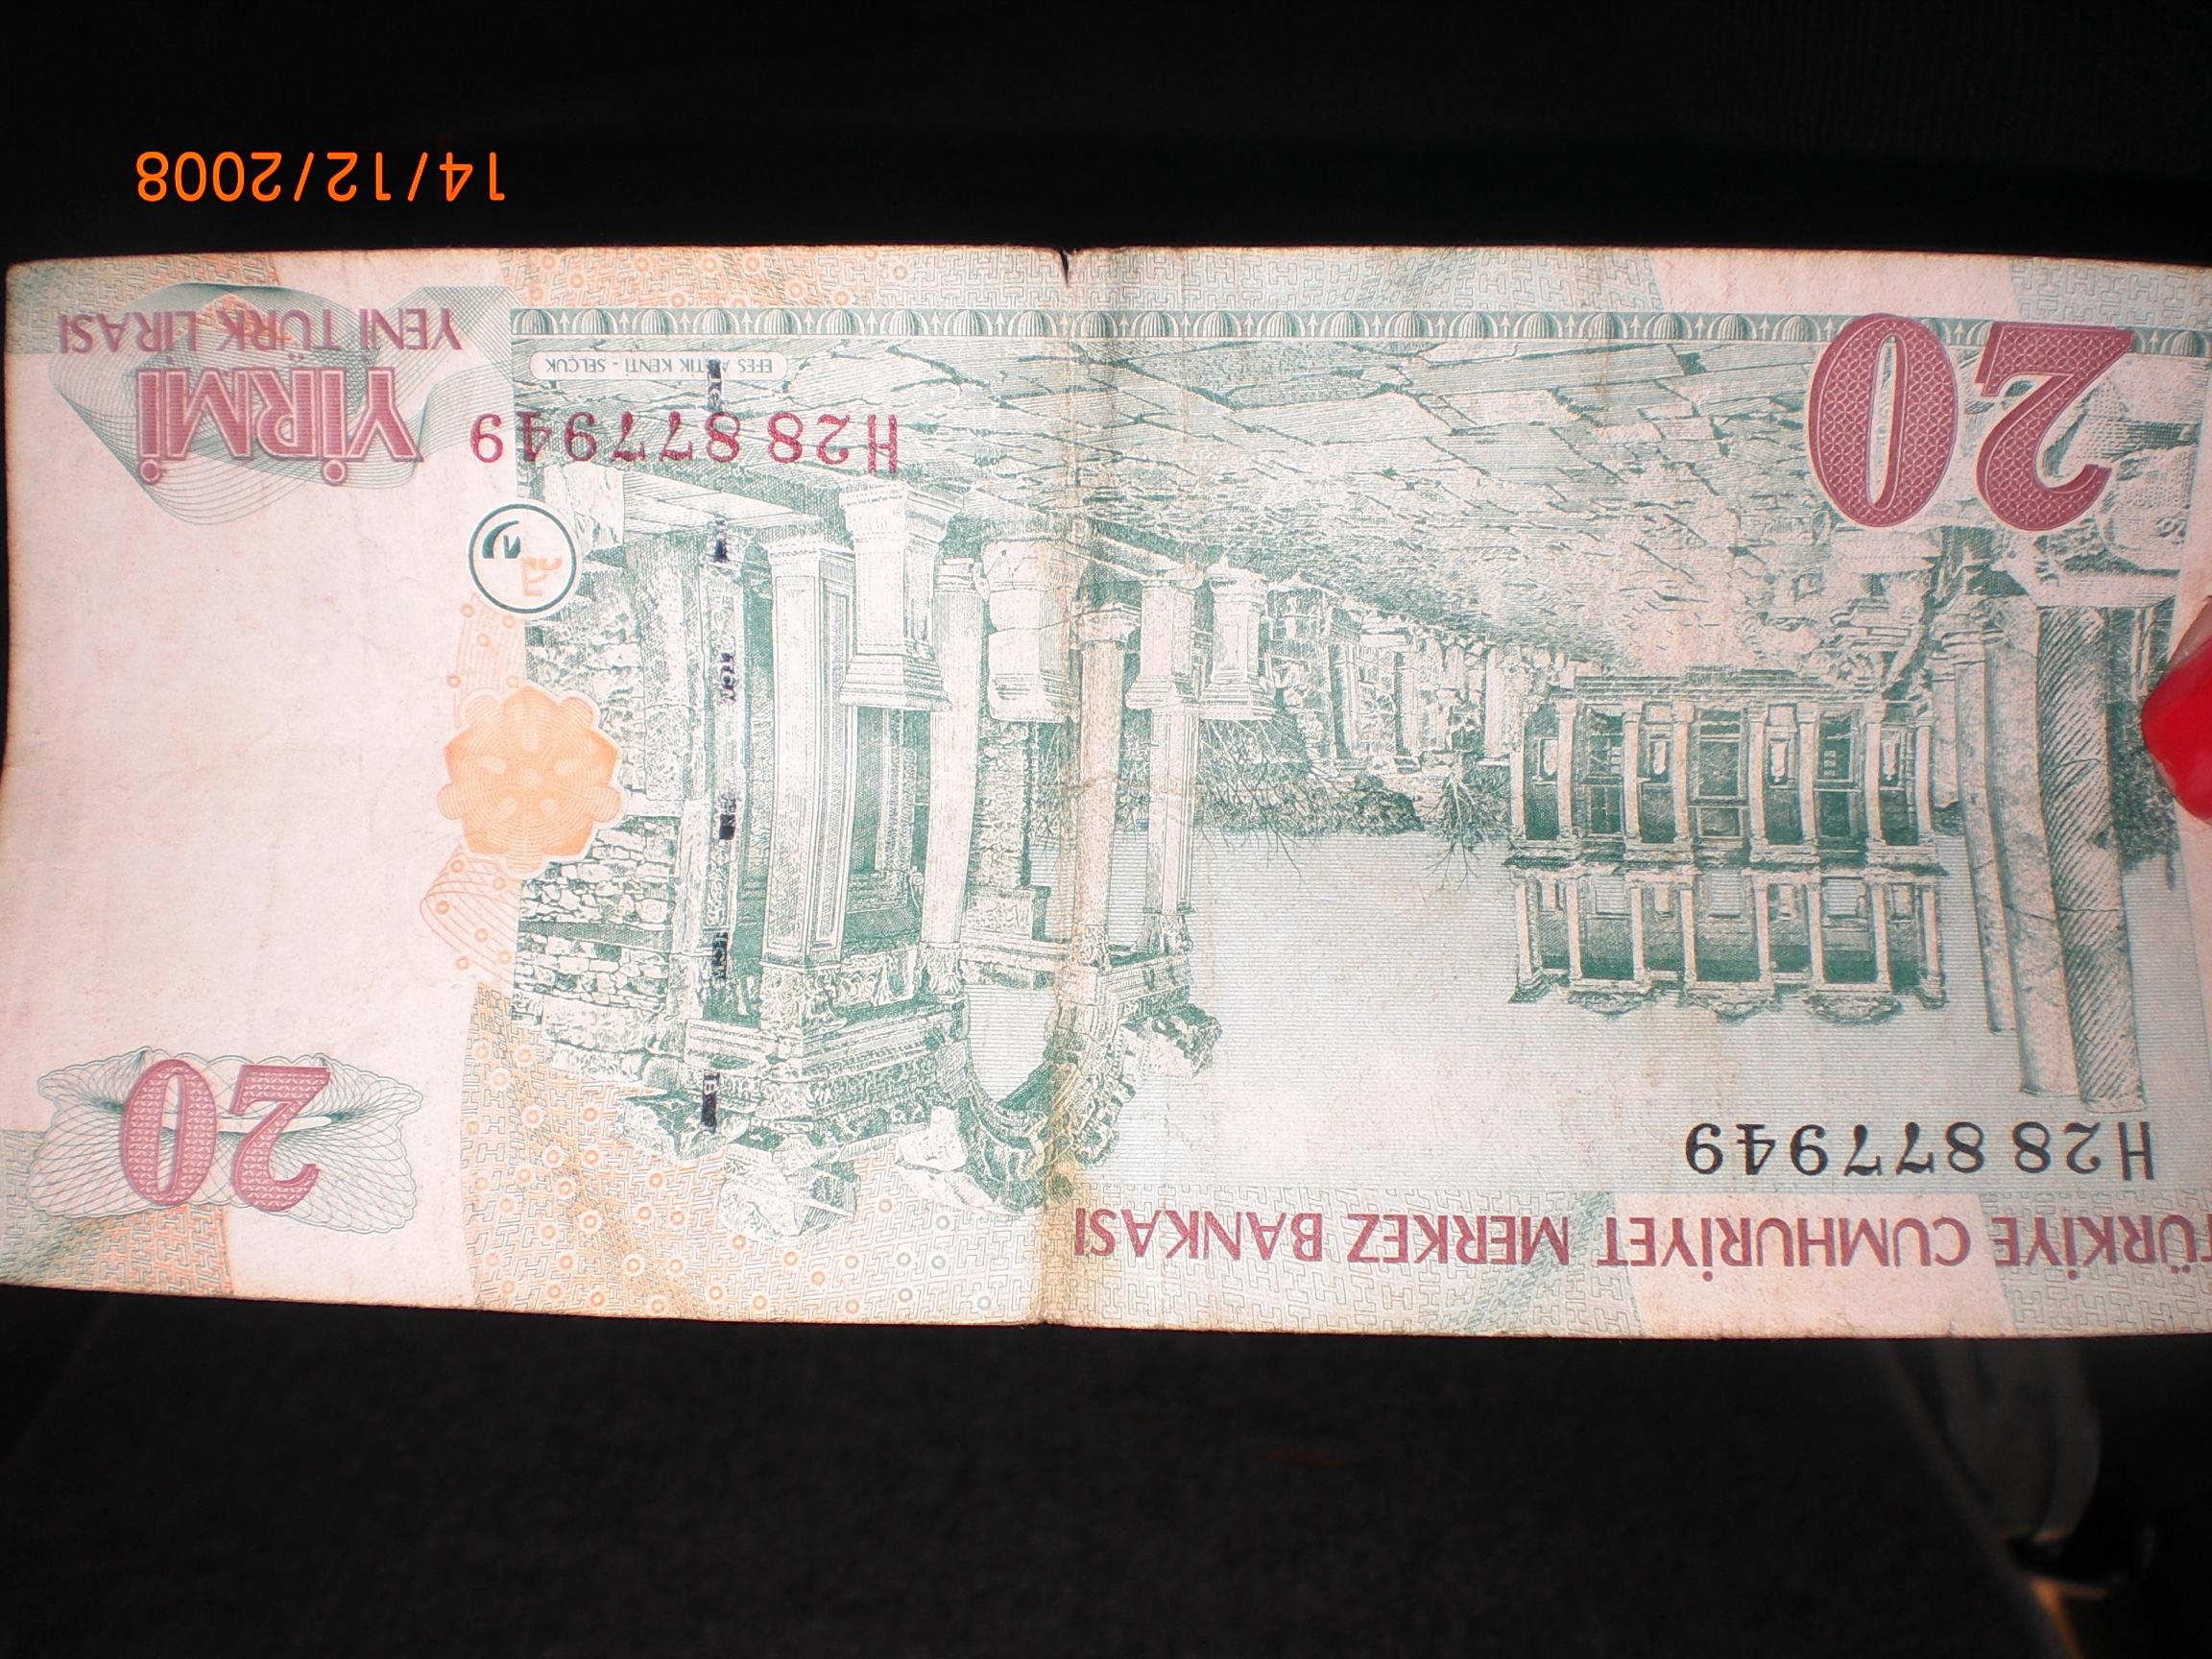 TÜRKİYE CUMHURİYET MERKEZ BANKASI
H28 877949
20
20
H28 877949
EFES ANTİK KENTİ - SELÇUK
YİRMİ
YENİ TÜRK LİRASI
14/12/2008